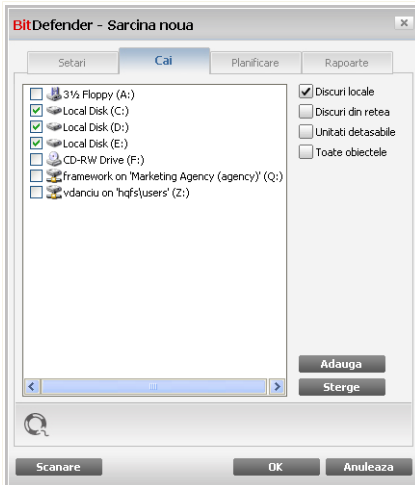 BitDefender - Sarcina noua
Setari
Cai
Planificare
Rapoarte
3½ Floppy (A:)
Local Disk (C:)
Local Disk (D:)
Local Disk (E:)
CD-RW Drive (F:)
framework on 'Marketing Agency (agency)' (Q:)
vdanciu on 'hqfs\users' (Z:)
Discuri locale
Discuri din retea
Unitati detasabile
Toate obiectele
Adauga
Sterge
Scanare
OK
Anuleaza